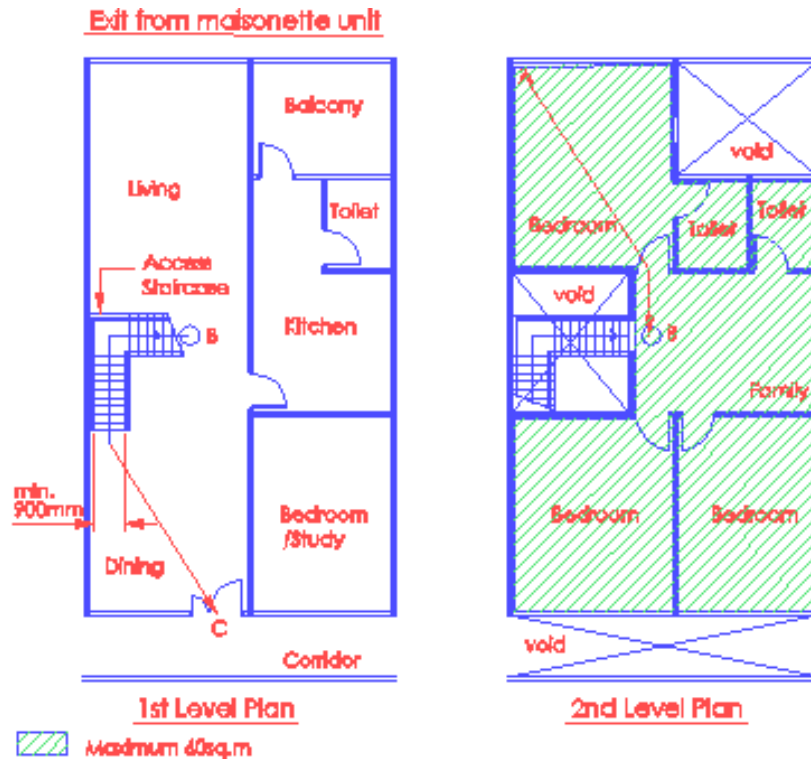 Exit from maisonette unit
Balcony
Living
Toilet
Access
Staircase
B
Kitchen
min.
900mm
Bedroom
/Study
Dining
C
Corridor
1st Level Plan
Maximum 60sq.m
A
void
Bedroom
Toilet
Toilet
void
B
Family
Bedroom
Bedroom
void
2nd Level Plan